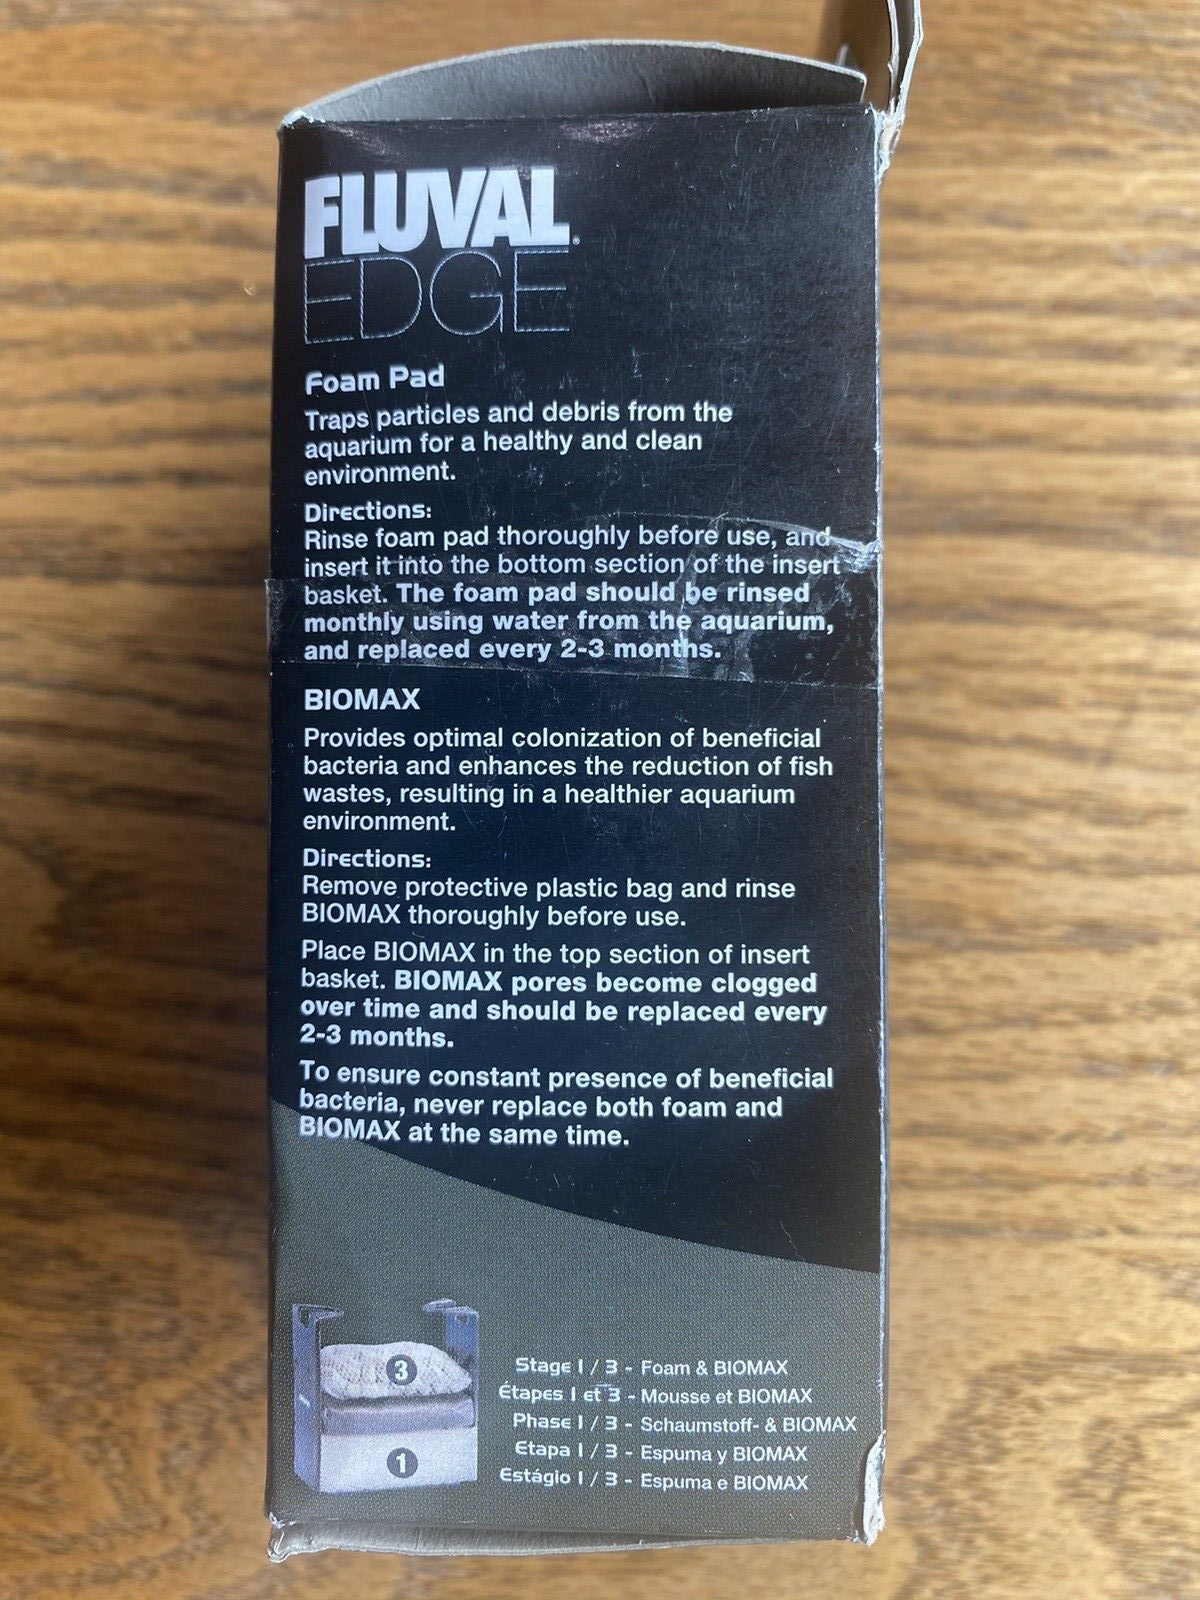 FLUVAL®
EDGE
Foam Pad
Traps particles and debris from the
aquarium for a healthy and clean
environment.
Directions:
Rinse foam pad thoroughly before use, and
insert it into the bottom section of the insert
basket. The foam pad should be rinsed
monthly using water from the aquarium,
and replaced every 2-3 months.
BIOMAX
Provides optimal colonization of beneficial
bacteria and enhances the reduction of fish
wastes, resulting in a healthier aquarium
environment.
Directions:
Remove protective plastic bag and rinse
BIOMAX thoroughly before use.
Place BIOMAX in the top section of insert
basket. BIOMAX pores become clogged
over time and should be replaced every
2-3 months.
To ensure constant presence of beneficial
bacteria, never replace both foam and
BIOMAX at the same time.
3
1
Stage 1 / 3 - Foam & BIOMAX
Étapes 1 et 3 - Mousse et BIOMAX
Phase 1 / 3 - Schaumstoff- & BIOMAX
Etapa 1 / 3 - Espuma y BIOMAX
Estágio 1 / 3 - Espuma e BIOMAX